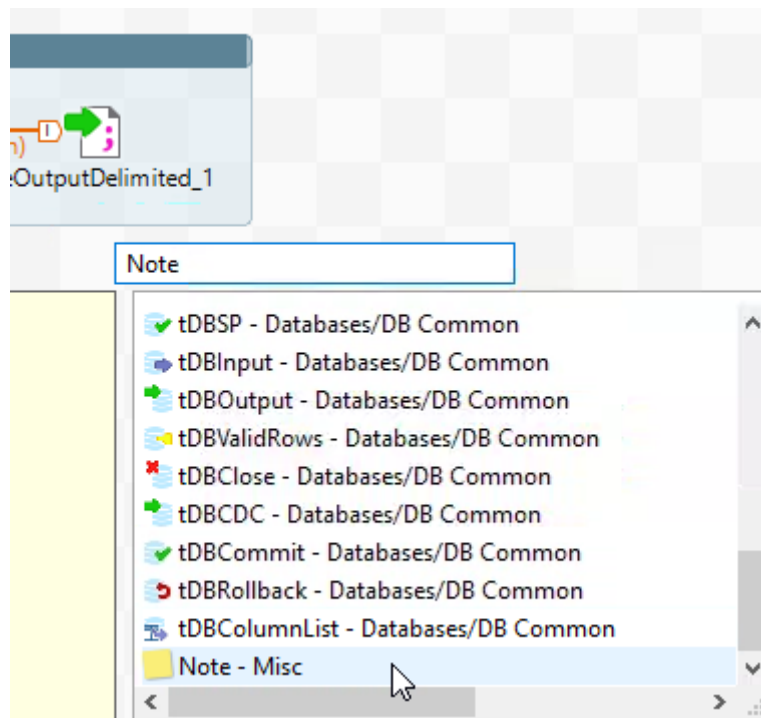 n)
eOutputDelimited_1
Note
tDBSP - Databases/DB Common
tDBInput - Databases/DB Common
tDBOutput - Databases/DB Common
tDBValidRows - Databases/DB Common
tDBClose - Databases/DB Common
tDBCDC - Databases/DB Common
tDBCommit - Databases/DB Common
tDBRollback - Databases/DB Common
tDBColumnList - Databases/DB Common
Note - Misc